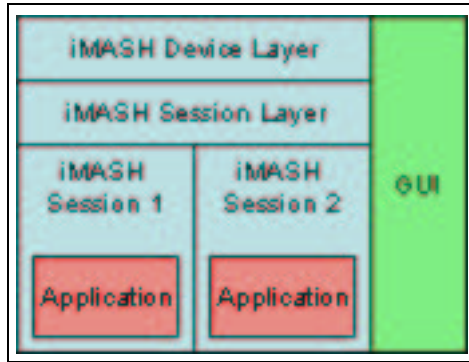 iMASH Device Layer
iMASH Session Layer
iMASH
Session 1
iMASH
Session 2
Application
Application
GUI